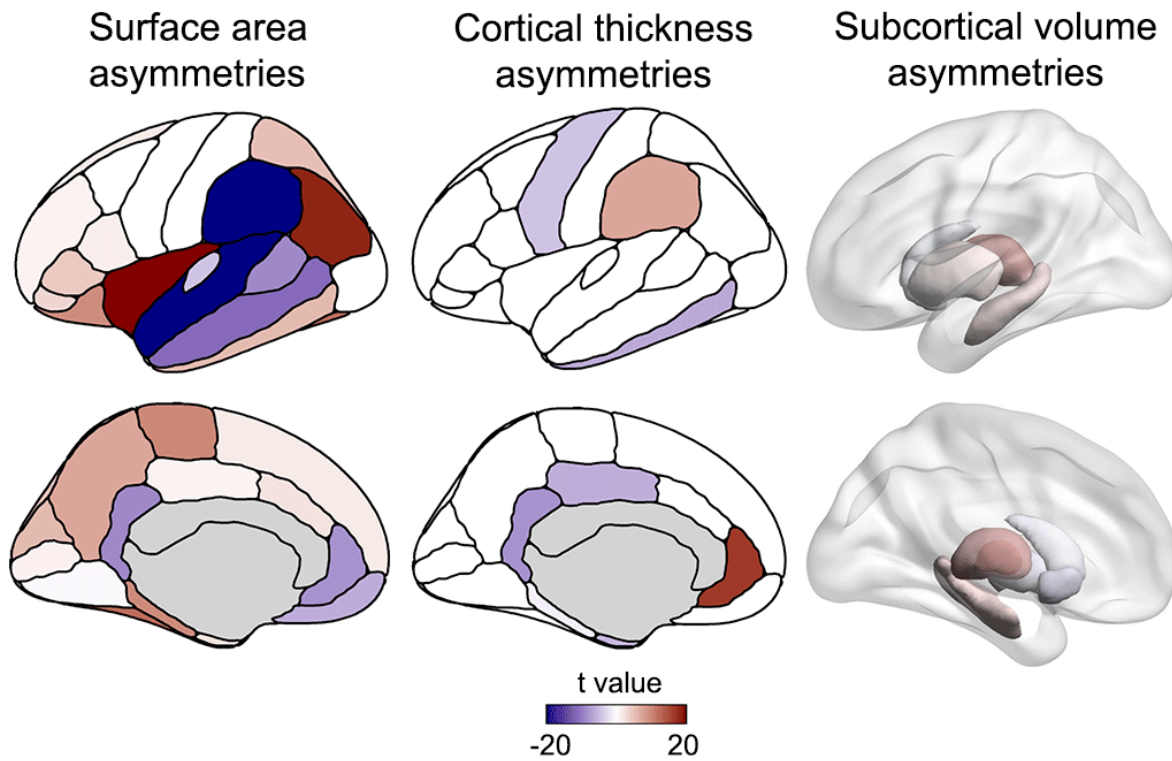 Surface area
asymmetries
Cortical thickness
asymmetries
Subcortical volume
asymmetries
t value
-20
20